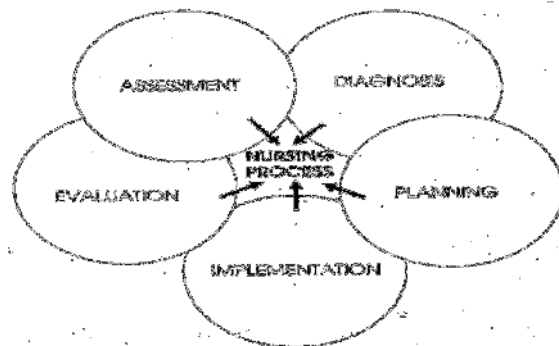 ASSESSMENT
DIAGNOSIS
NURSING
PROCESS
EVALUATION
PLANNING
IMPLEMENTATION